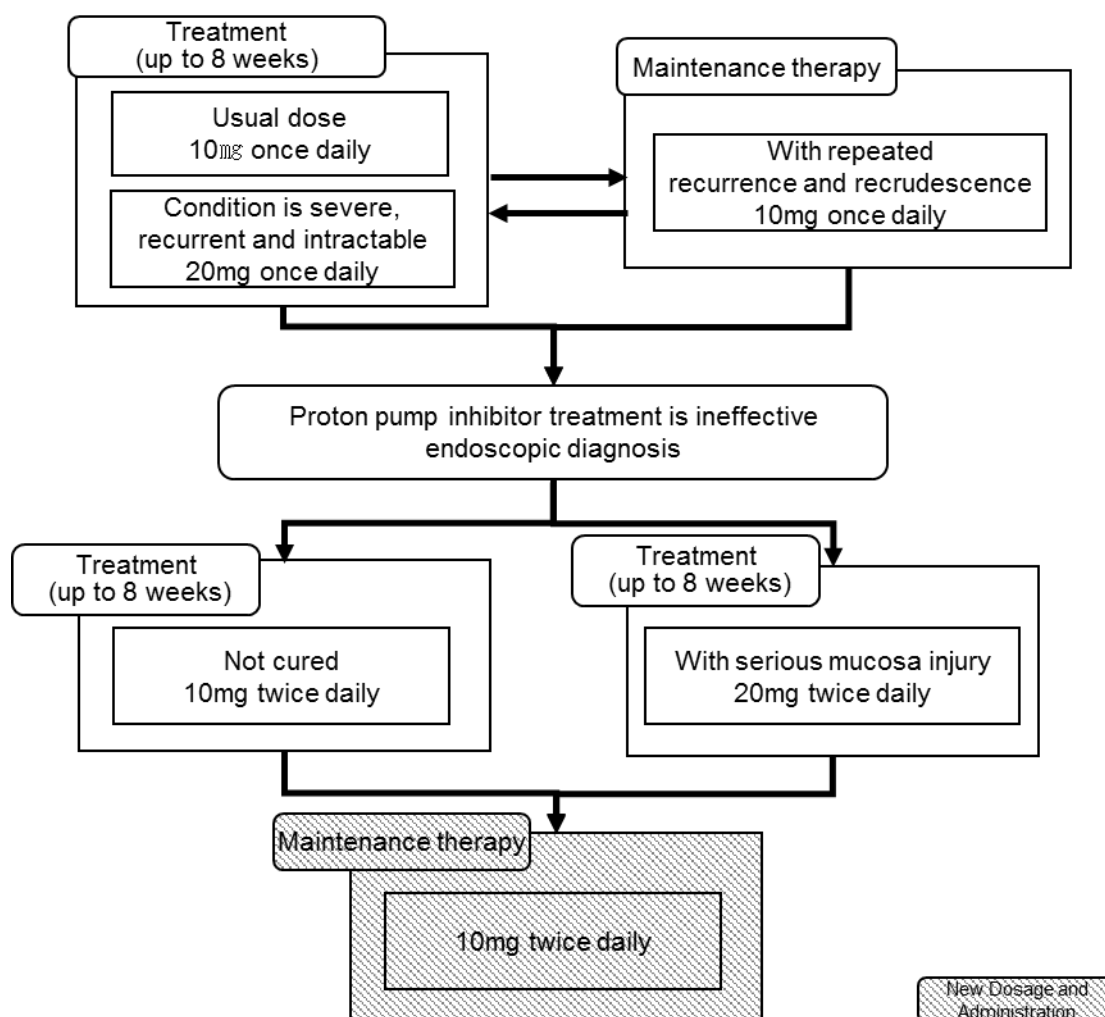 Treatment
(up to 8 weeks)
Usual dose
10㎎ once daily
Condition is severe,
recurrent and intractable
20mg once daily
Maintenance therapy
With repeated
recurrence and recrudescence
10mg once daily
Proton pump inhibitor treatment is ineffective
endoscopic diagnosis
Treatment
(up to 8 weeks)
Not cured
10mg twice daily
Treatment
(up to 8 weeks)
With serious mucosa injury
20mg twice daily
Maintenance therapy
10mg twice daily
New Dosage and
Administration